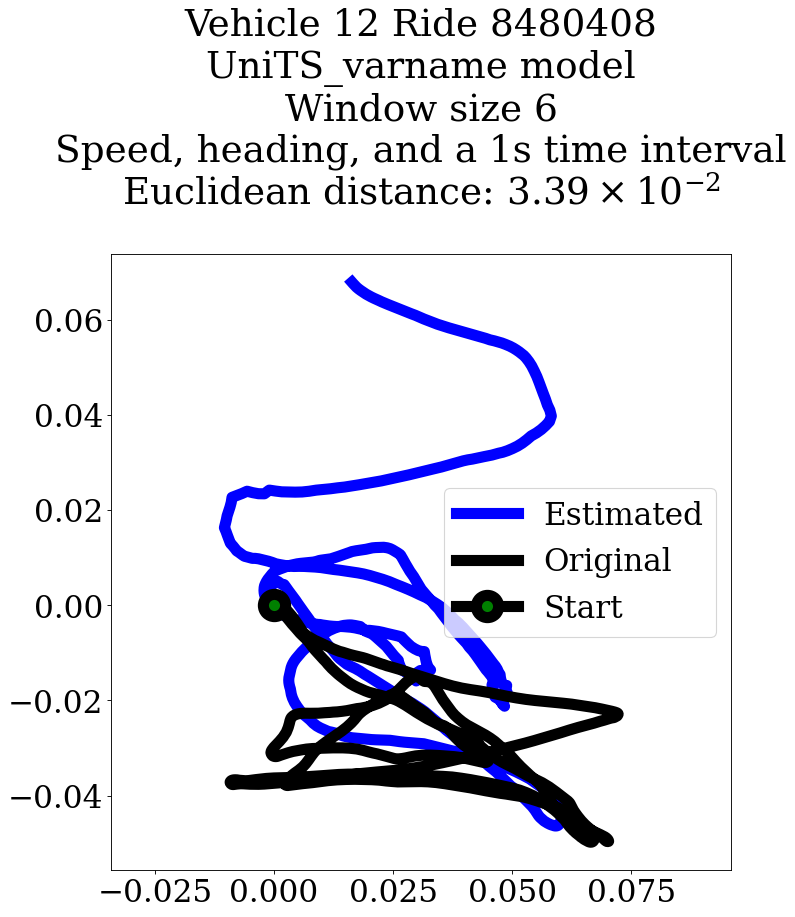 Vehicle 12 Ride 8480408
UniTS_varname model
Window size 6
Speed, heading, and a 1s time interval
Euclidean distance: 3.39 × 10⁻²
0.06
0.04
0.02
0.00
−0.02
−0.04
Estimated
Original
Start
−0.025 0.000 0.025 0.050 0.075